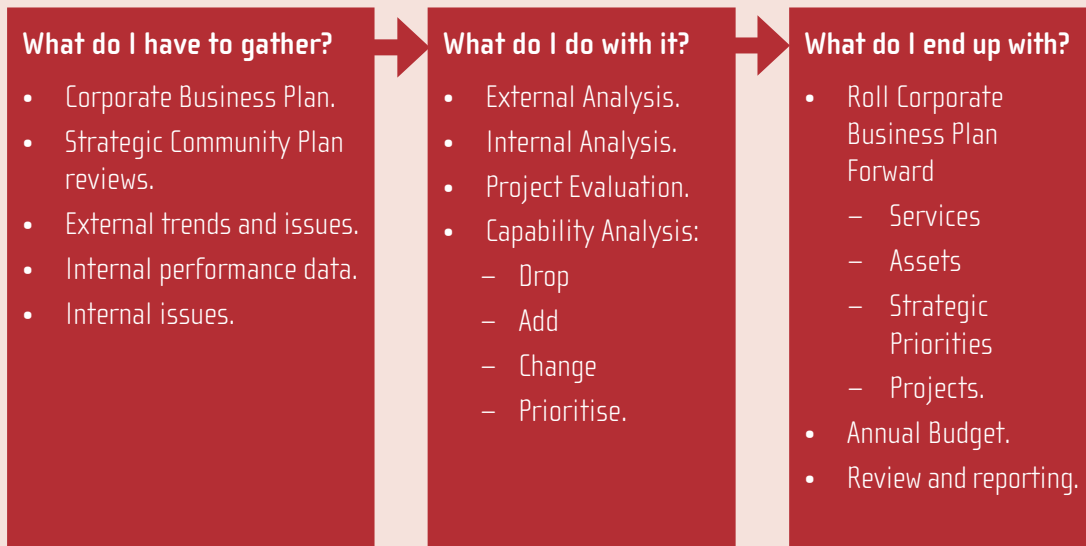 What do I have to gather?
• Corporate Business Plan.
• Strategic Community Plan
reviews.
• External trends and issues.
• Internal performance data.
• Internal issues.
What do I do with it?
• External Analysis.
• Internal Analysis.
• Project Evaluation.
• Capability Analysis:
– Drop
– Add
– Change
– Prioritise.
What do I end up with?
• Roll Corporate
Business Plan
Forward
– Services
– Assets
– Strategic
Priorities
– Projects.
• Annual Budget.
• Review and reporting.